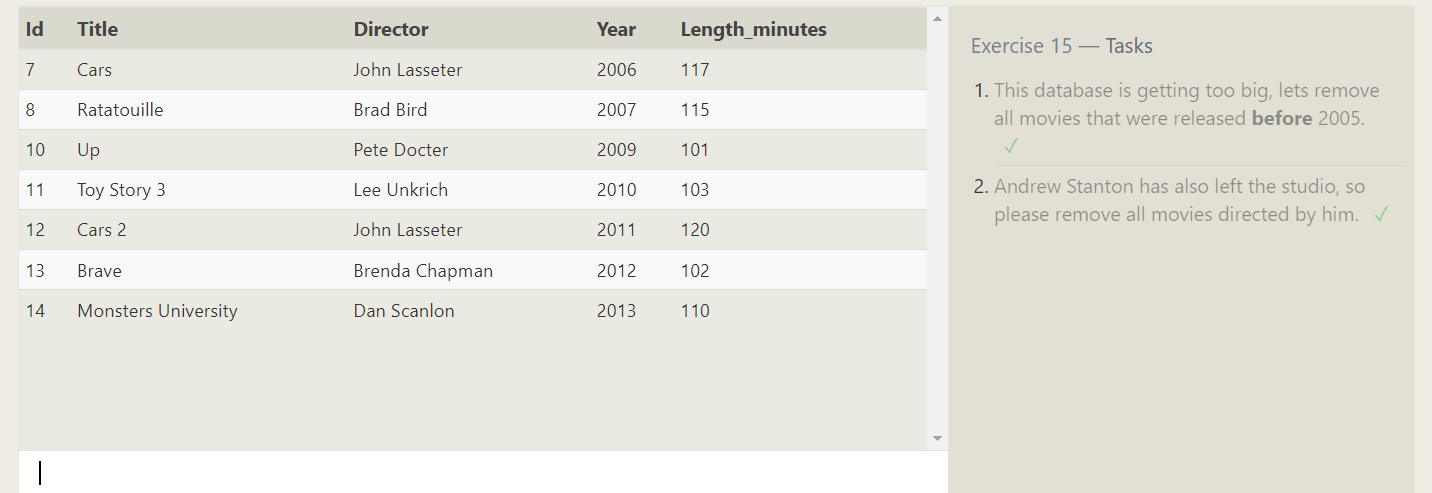 Id Title Director Year Length_minutes
7 Cars John Lasseter 2006 117
8 Ratatouille Brad Bird 2007 115
10 Up Pete Docter 2009 101
11 Toy Story 3 Lee Unkrich 2010 103
12 Cars 2 John Lasseter 2011 120
13 Brave Brenda Chapman 2012 102
14 Monsters University Dan Scanlon 2013 110
Exercise 15 — Tasks
1. This database is getting too big, lets remove
all movies that were released before 2005.
✓
2. Andrew Stanton has also left the studio, so
please remove all movies directed by him. ✓